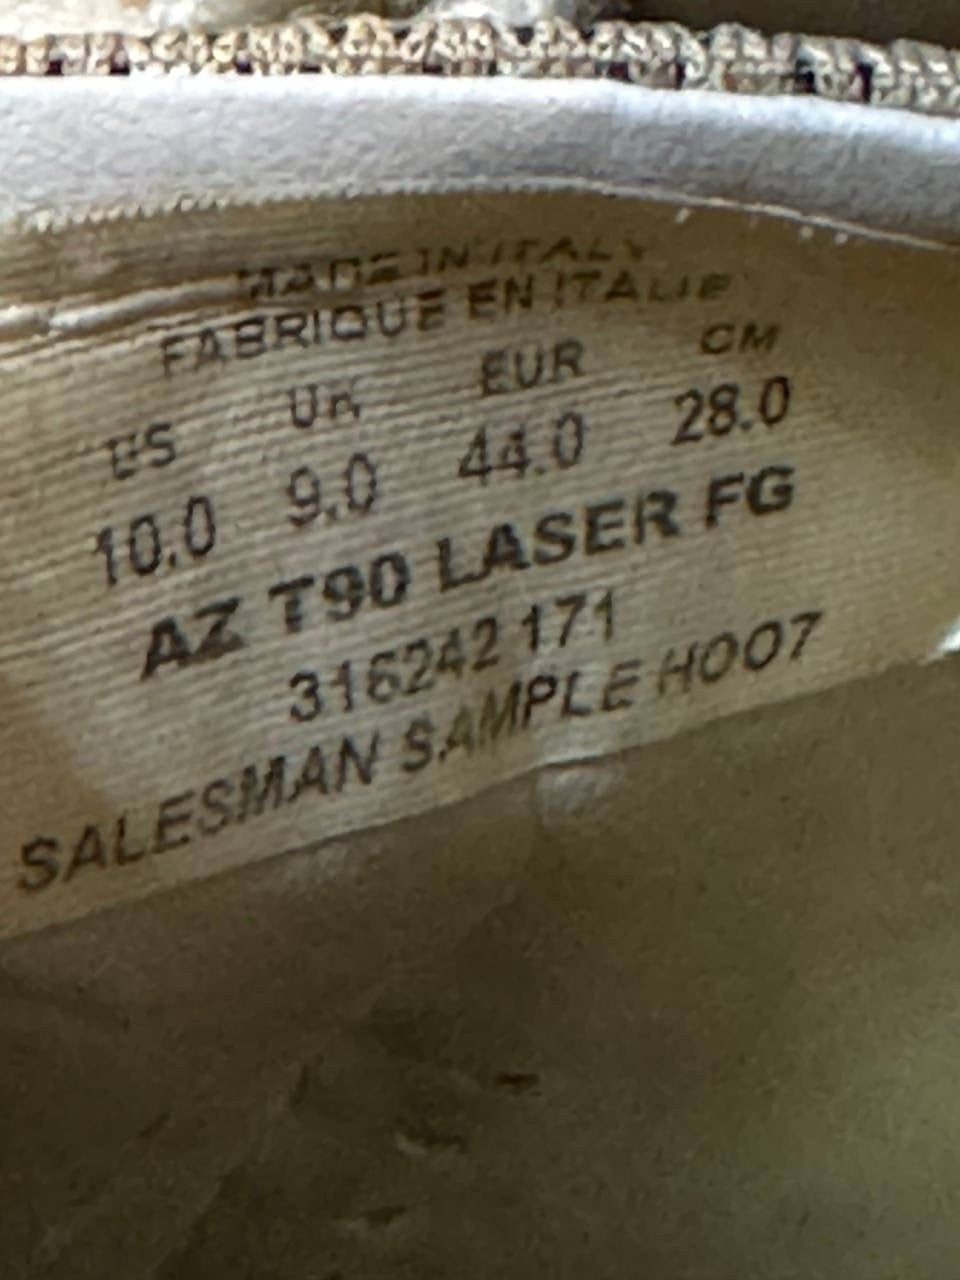 MADE IN ITALY
FABRIQUE EN ITALIE
US UK EUR CM
10.0 9.0 44.0 28.0
AZ T90 LASER FG
316242 171
SALESMAN SAMPLE HOO7